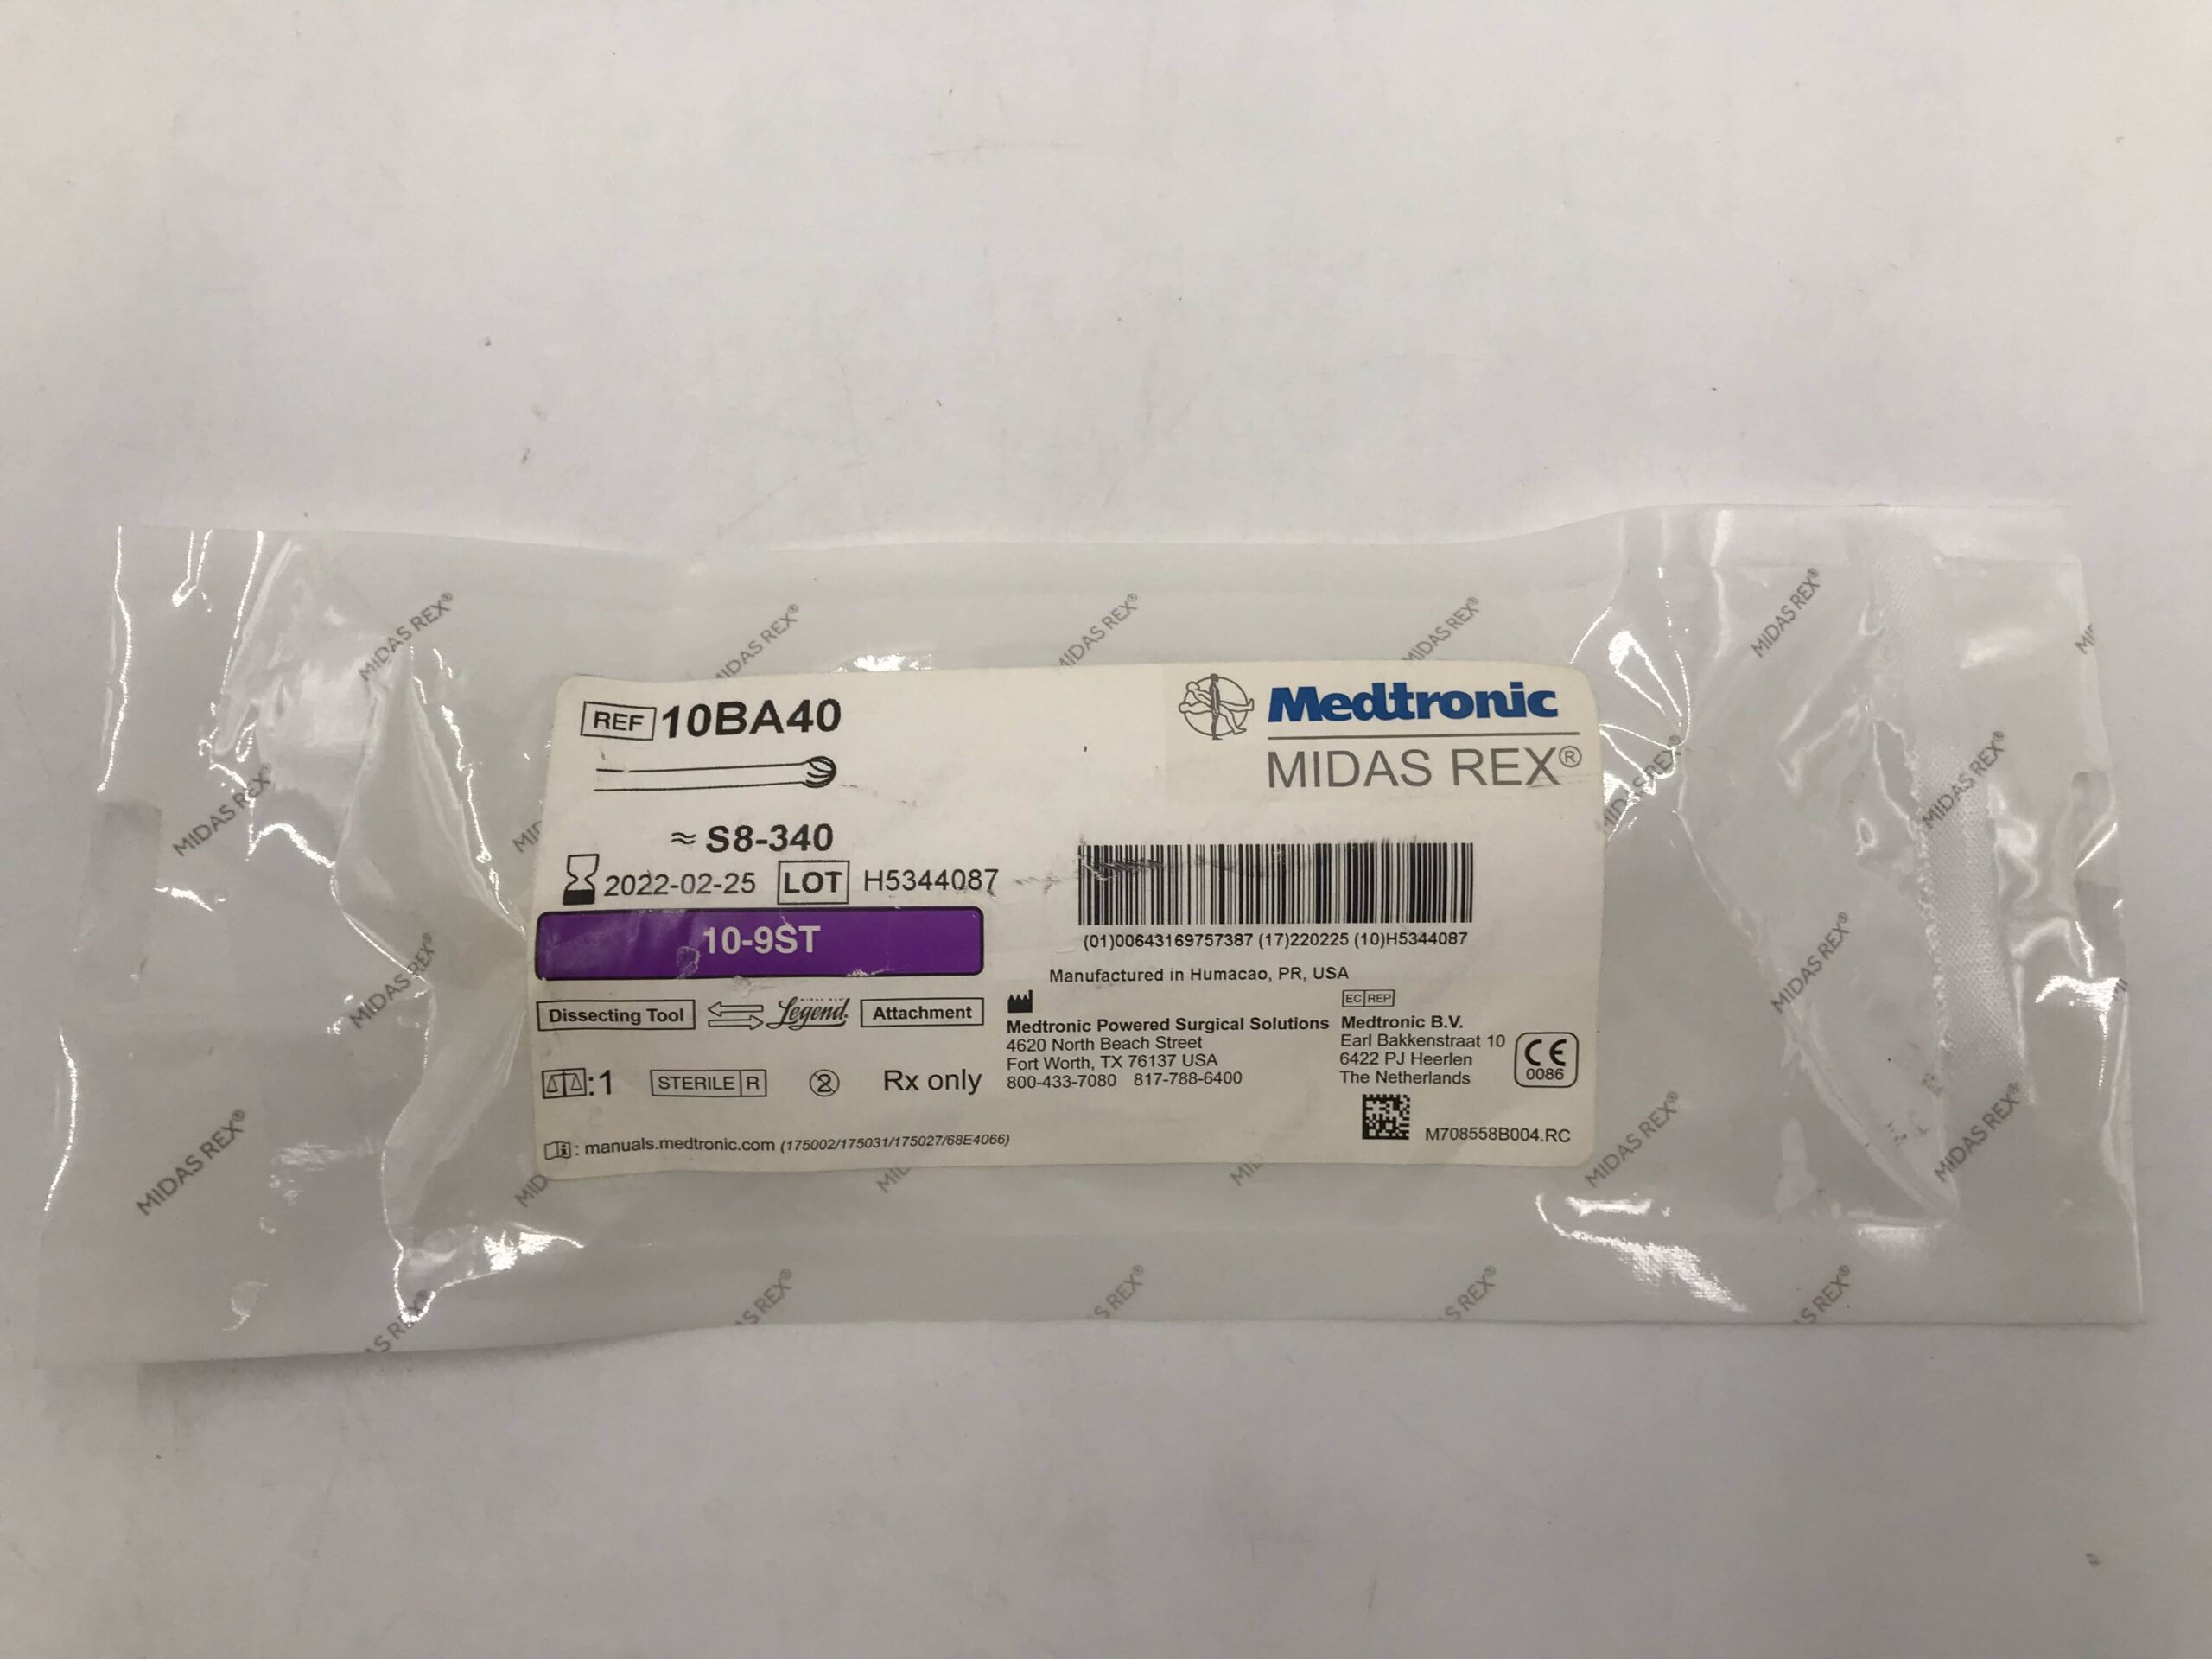 REF 10BA40
Medtronic
MIDAS REX®
≈ S8-340
2022-02-25 LOT H5344087
10-9ST
(01)00643169757387 (17)220225 (10)H5344087
Manufactured in Humacao, PR, USA
Dissecting Tool Legend Attachment
Medtronic Powered Surgical Solutions
4620 North Beach Street
Fort Worth, TX 76137 USA
800-433-7080 817-788-6400
EC REP
Medtronic B.V.
Earl Bakkenstraat 10
6422 PJ Heerlen
The Netherlands
CE
0086
:1 STERILE R 2 Rx only
M708558B004.RC
: manuals.medtronic.com (175002/175031/175027/68E4066)
MIDAS REX®
MIDAS REX®
MIDAS REX®
MIDAS REX®
MIDAS REX®
MIDAS REX®
MIDAS REX®
MIDAS REX®
MIDAS REX®
MIDAS REX®
MIDAS REX®
MIDAS REX®
MIDAS REX®